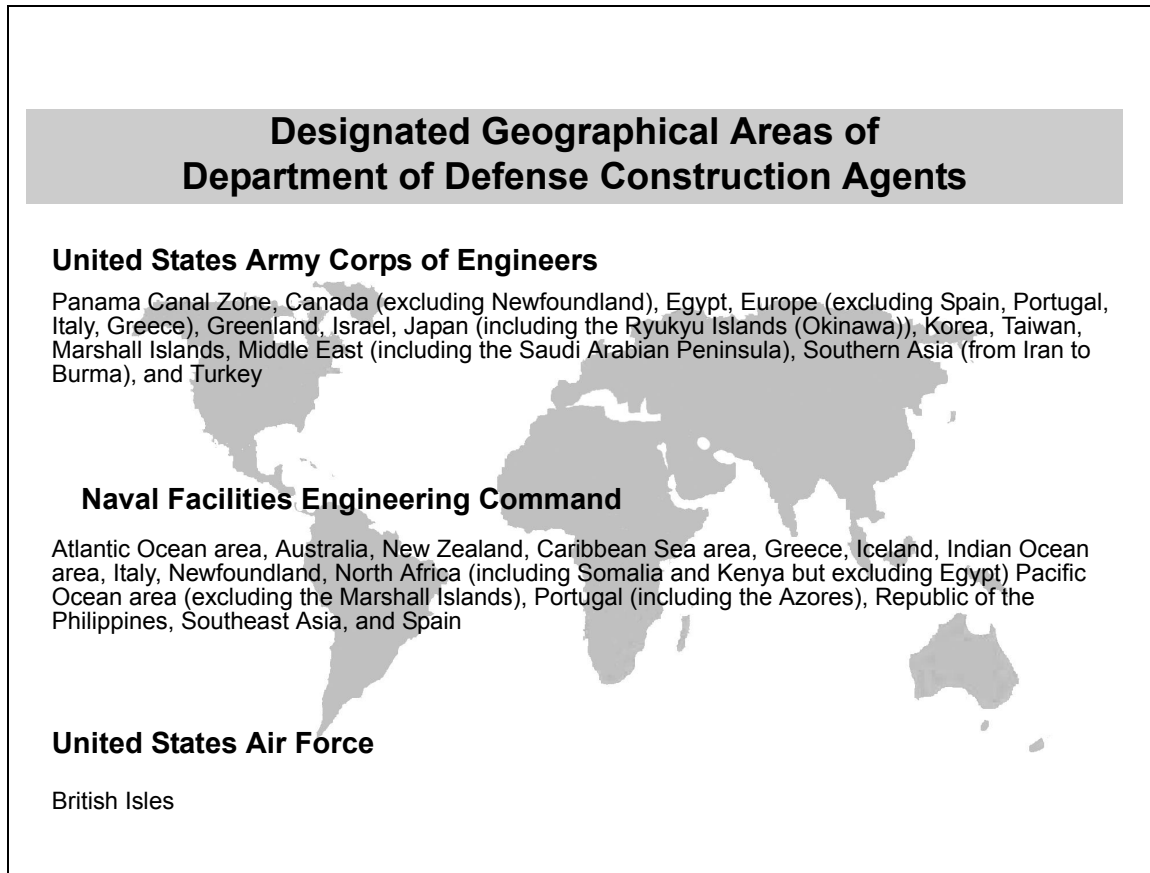 Designated Geographical Areas of
Department of Defense Construction Agents
United States Army Corps of Engineers
Panama Canal Zone, Canada (excluding Newfoundland), Egypt, Europe (excluding Spain, Portugal,
Italy, Greece), Greenland, Israel, Japan (including the Ryukyu Islands (Okinawa)), Korea, Taiwan,
Marshall Islands, Middle East (including the Saudi Arabian Peninsula), Southern Asia (from Iran to
Burma), and Turkey
Naval Facilities Engineering Command
Atlantic Ocean area, Australia, New Zealand, Caribbean Sea area, Greece, Iceland, Indian Ocean
area, Italy, Newfoundland, North Africa (including Somalia and Kenya but excluding Egypt) Pacific
Ocean area (excluding the Marshall Islands), Portugal (including the Azores), Republic of the
Philippines, Southeast Asia, and Spain
United States Air Force
British Isles